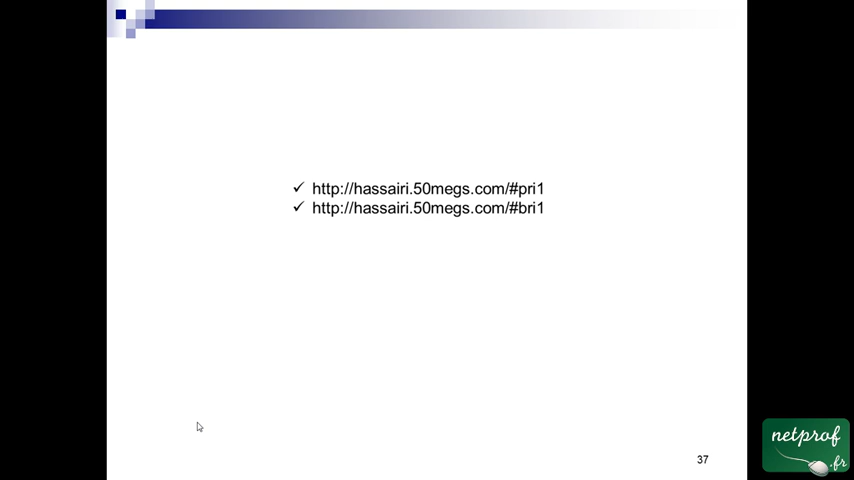 ✓ http://hassairi.50megs.com/#pri1
✓ http://hassairi.50megs.com/#bri1
37
netprof
.fr